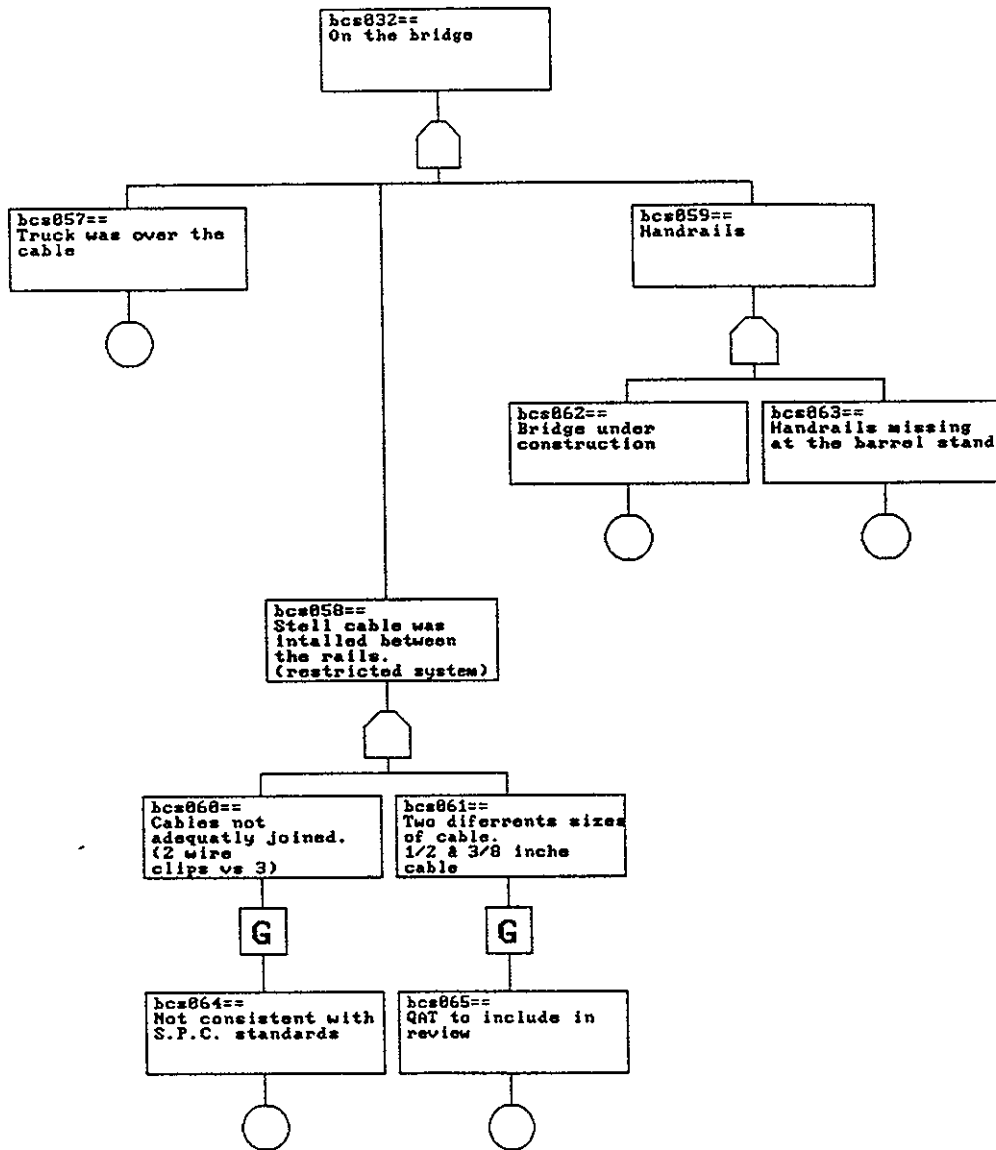 bcs032==
On the bridge
bcs057==
Truck was over the
cable
bcs059==
Handrails
bcs062==
Bridge under
construction
bcs063==
Handrails missing
at the barrel stand
bcs058==
Stell cable was
intalled between
the rails.
(restricted system)
bcs060==
Cables not
adequatly joined.
(2 wire
clips vs 3)
bcs061==
Two diferrents sizes
of cable.
1/2 & 3/8 inche
cable
G
G
bcs064==
Not consistent with
S.P.C. standards
bcs065==
QAT to include in
review